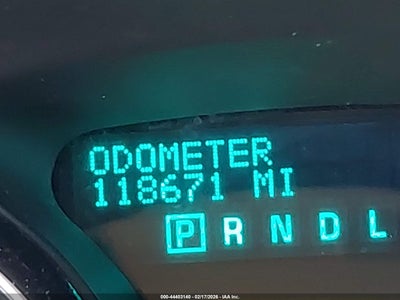 ODOMETER
118671 MI
P R N D L
000-44403140 - 02/17/2026 - IAA Inc.